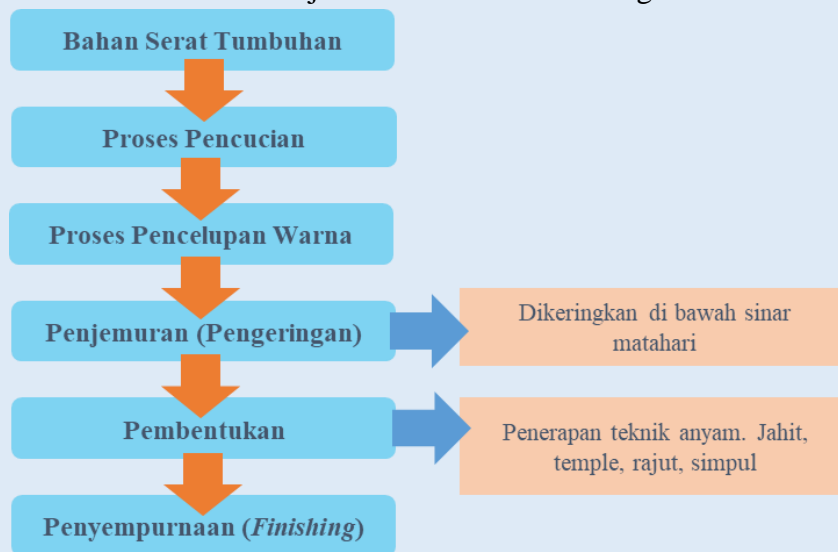 Bahan Serat Tumbuhan
Proses Pencucian
Proses Pencelupan Warna
Penjemuran (Pengeringan)
Dikeringkan di bawah sinar
matahari
Pembentukan
Penerapan teknik anyam. Jahit,
temple, rajut, simpul
Penyempurnaan (Finishing)